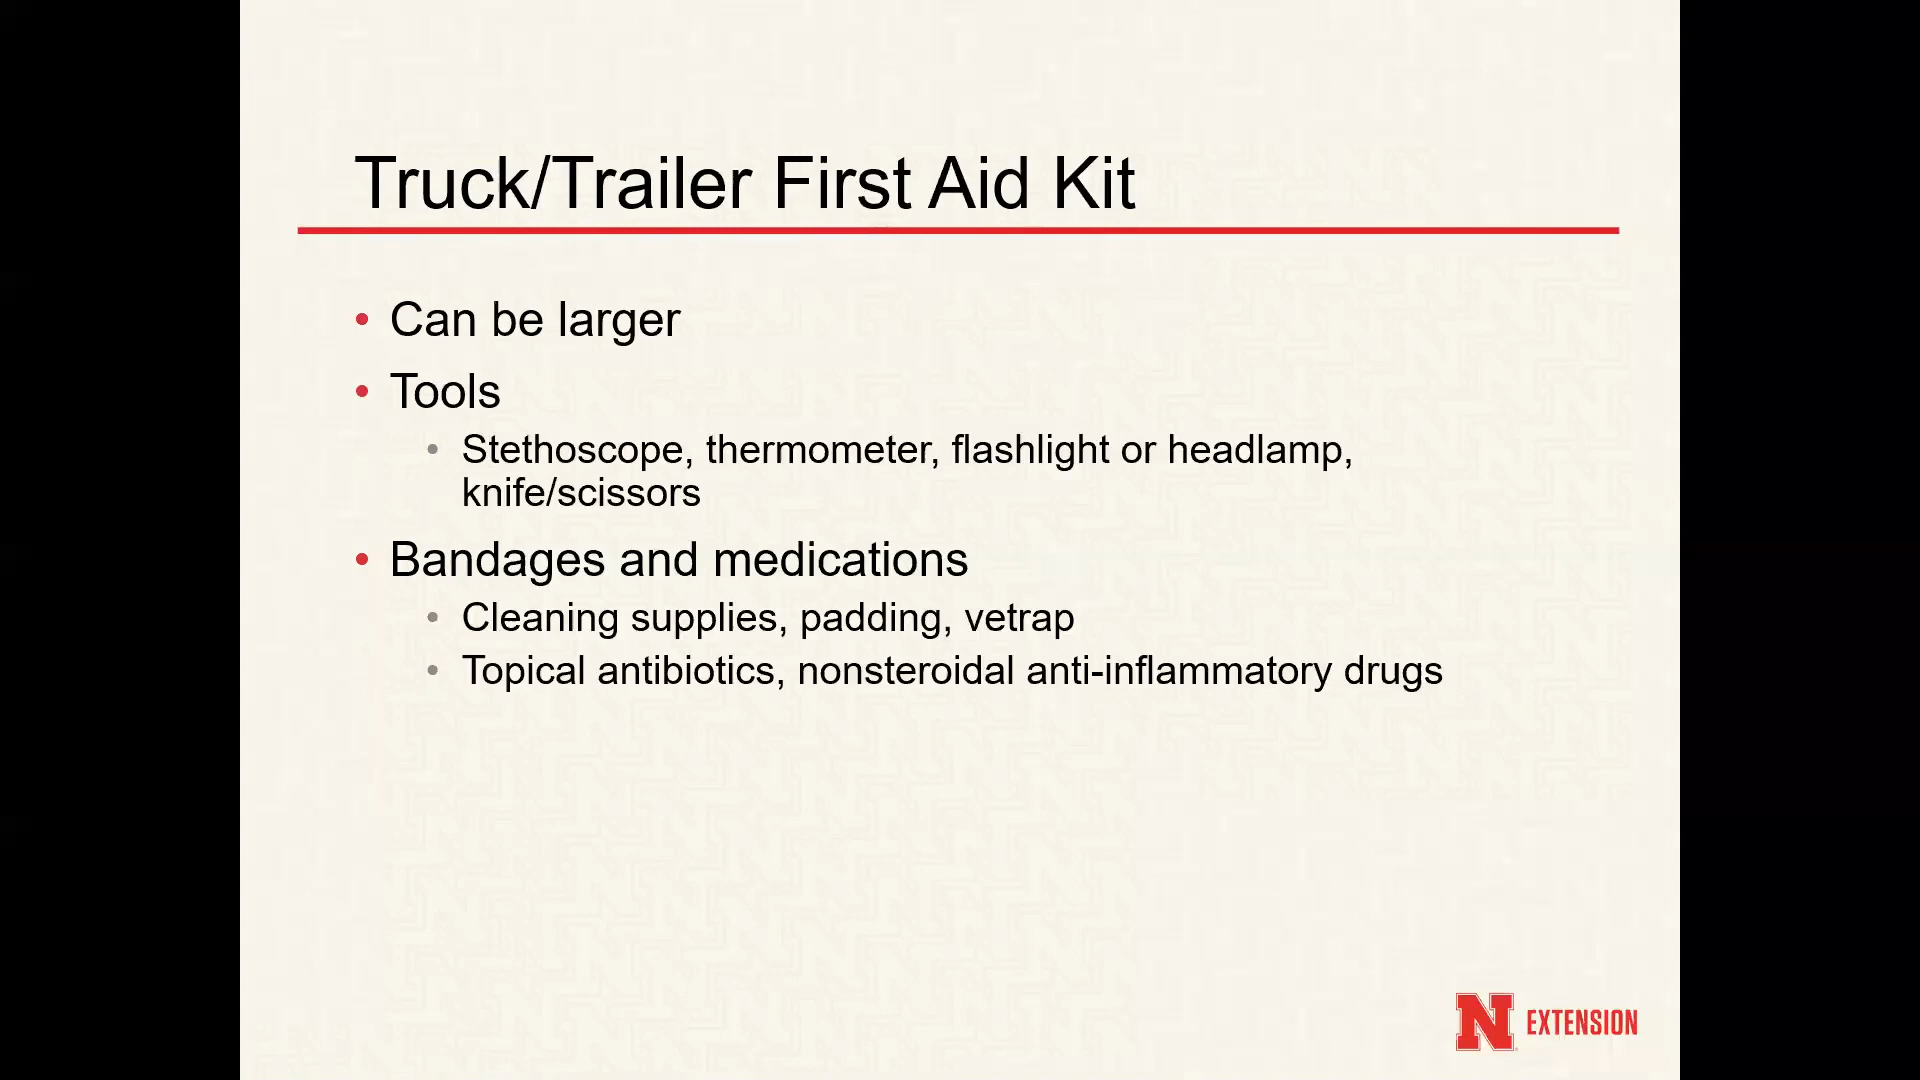 Truck/Trailer First Aid Kit
• Can be larger
• Tools
• Stethoscope, thermometer, flashlight or headlamp,
knife/scissors
• Bandages and medications
• Cleaning supplies, padding, vetrap
• Topical antibiotics, nonsteroidal anti-inflammatory drugs
N EXTENSION